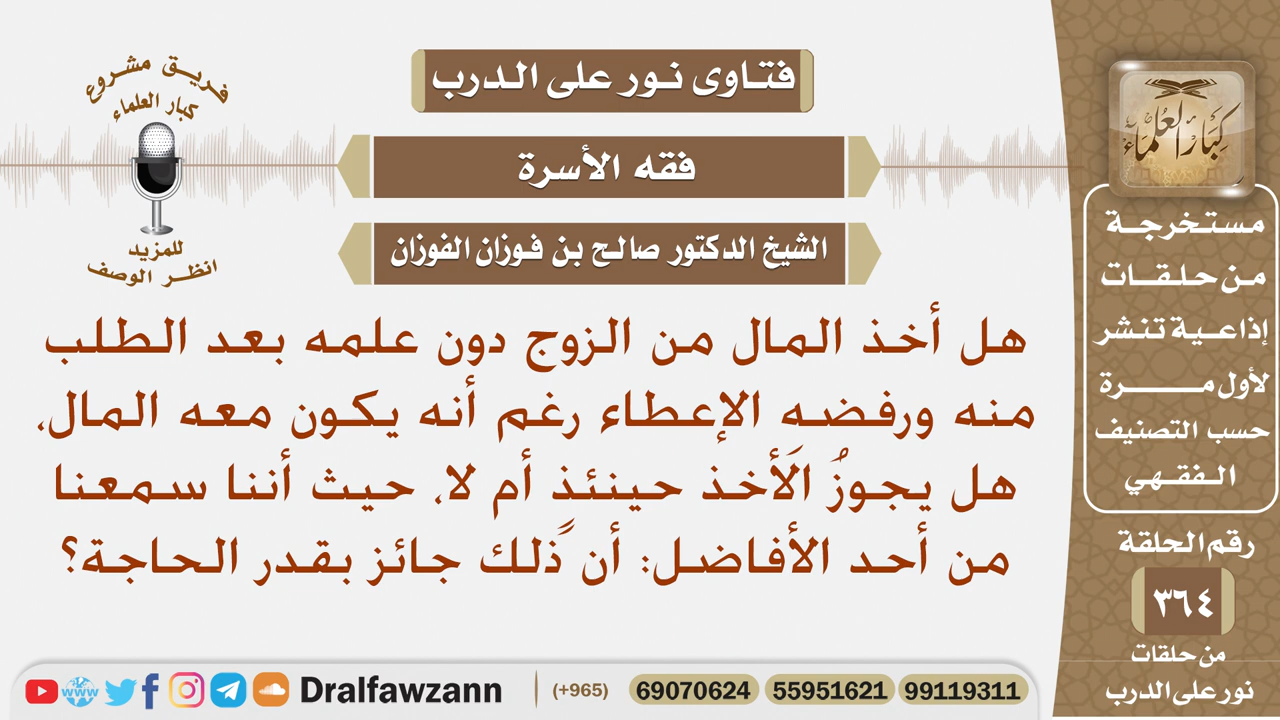 فتاوى نور على الدرب
فقه الأسرة
الشيخ الدكتور صالح بن فوزان الفوزان
فريق مشروع
كبار العلماء
للمزيد
انظر الوصف
هل أخذ المال من الزوج دون علمه بعد الطلب
منه ورفضه الإعطاء رغم أنه يكون معه المال،
هل يجوزُ الَأخذ حينئذ أم لا، حيث أننا سمعنا
من أحد الأفاضل: أن ذًلك جائز بقدر الحاجة؟
كبار العلماء
مستخرجة
من حلقات
إذاعية تنشر
لأول مرة
حسب التصنيف
الفقهي
رقم الحلقة
٣٦٤
من حلقات
نور على الدرب
www
Dralfawzann
(+965)
69070624
55951621
99119311